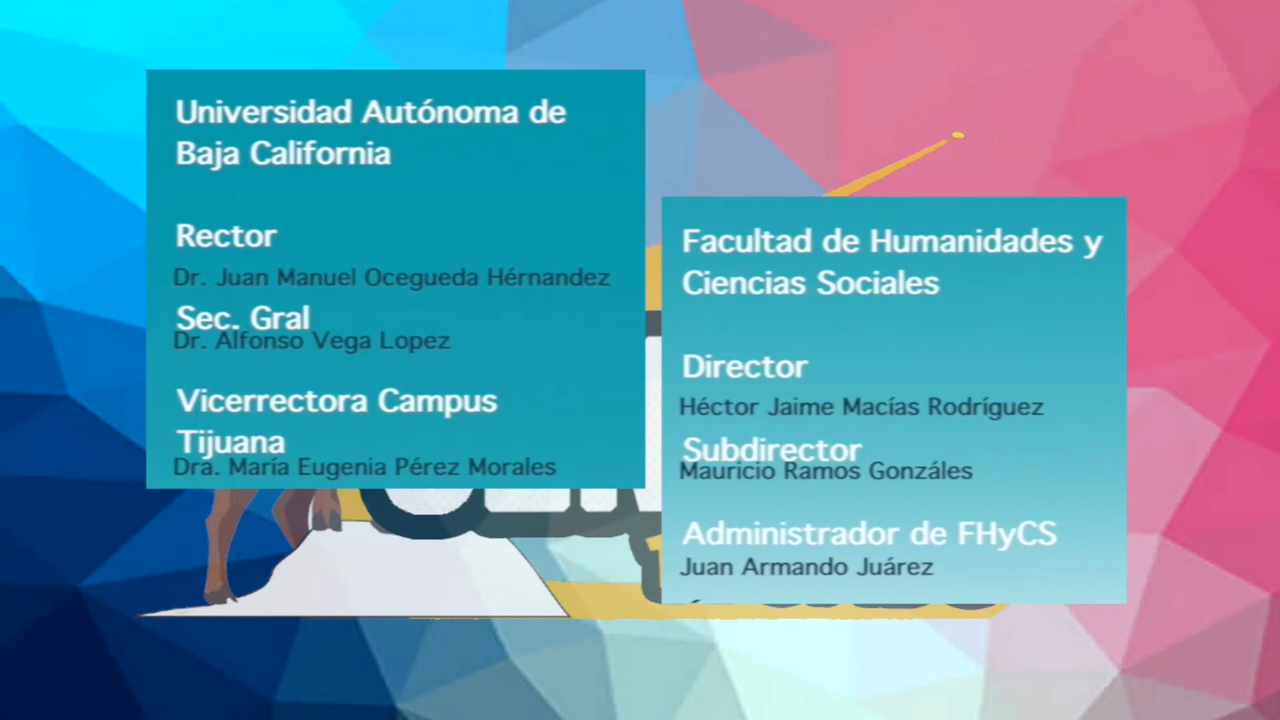 Universidad Autónoma de
Baja California
Rector
Dr. Juan Manuel Ocegueda Hérnandez
Sec. Gral
Dr. Alfonso Vega Lopez
Vicerrectora Campus
Tijuana
Dra. María Eugenia Pérez Morales
Facultad de Humanidades y
Ciencias Sociales
Director
Héctor Jaime Macías Rodríguez
Subdirector
Mauricio Ramos Gonzáles
Administrador de FHyCS
Juan Armando Juárez